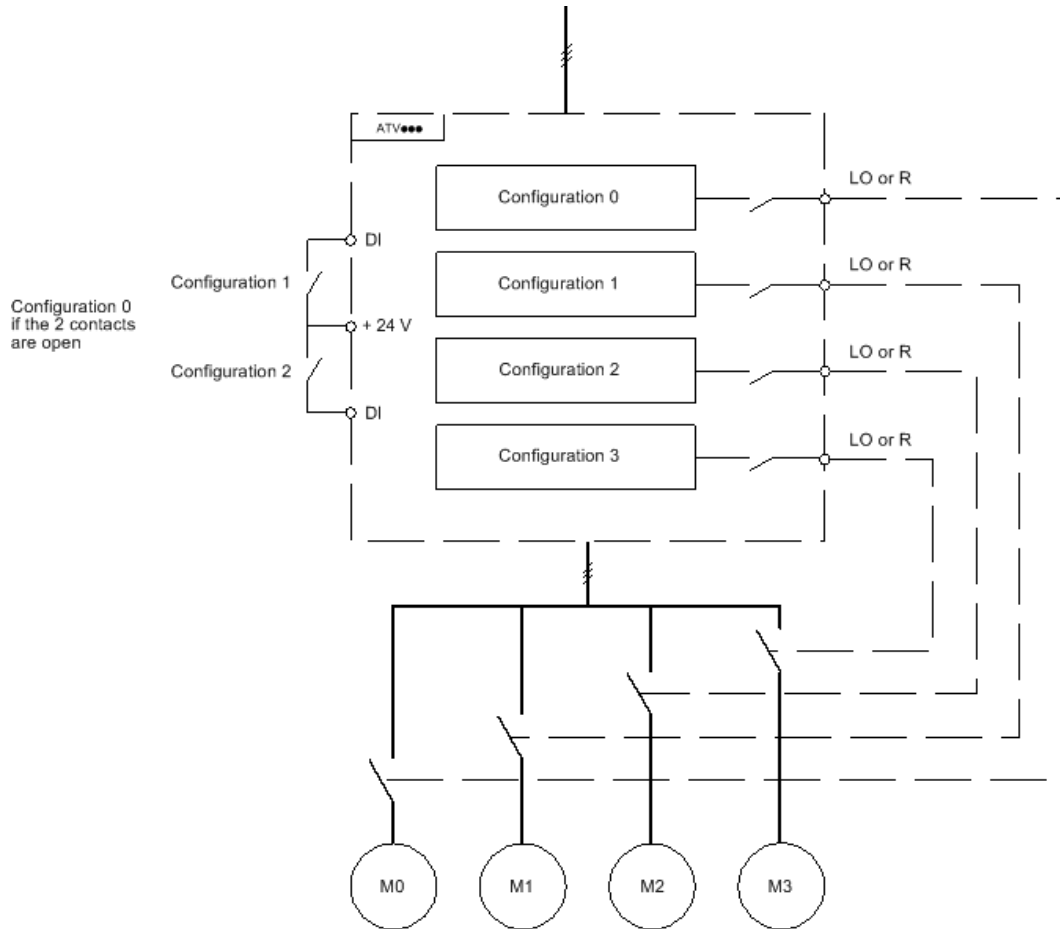 ATV●●●
Configuration 0
LO or R
DI
Configuration 1
LO or R
Configuration 1
Configuration 0
if the 2 contacts
are open
+ 24 V
Configuration 2
LO or R
Configuration 2
DI
Configuration 3
LO or R
M0
M1
M2
M3